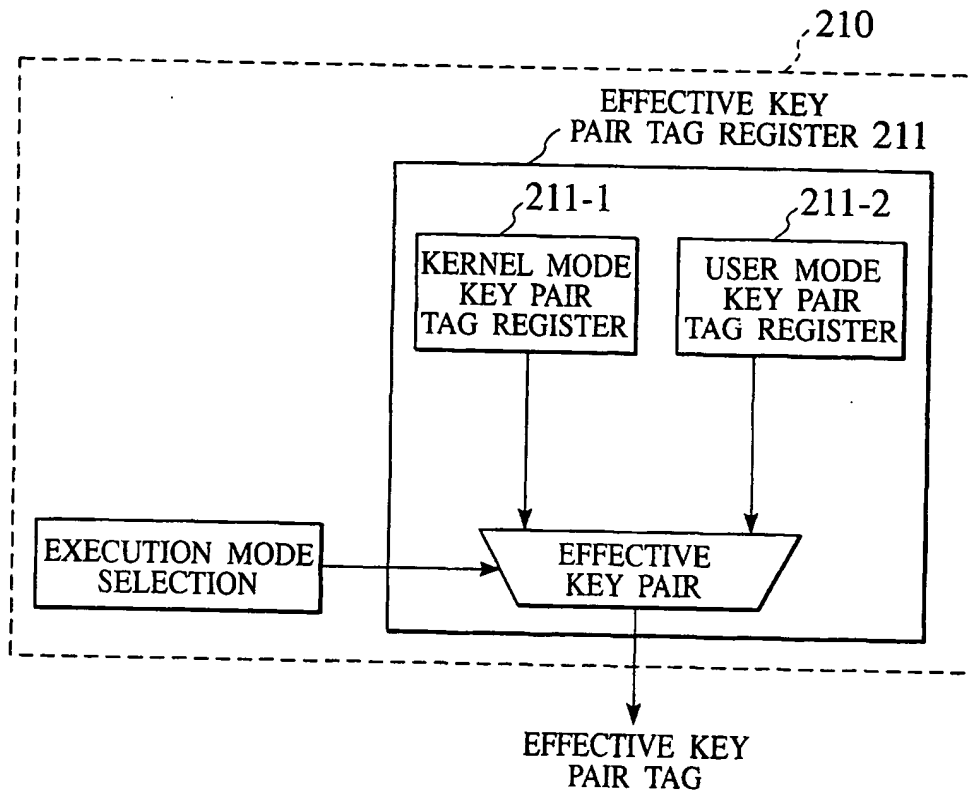 210
EFFECTIVE KEY
PAIR TAG REGISTER 211
211-1
211-2
KERNEL MODE
KEY PAIR
TAG REGISTER
USER MODE
KEY PAIR
TAG REGISTER
EXECUTION MODE
SELECTION
EFFECTIVE
KEY PAIR
EFFECTIVE KEY
PAIR TAG